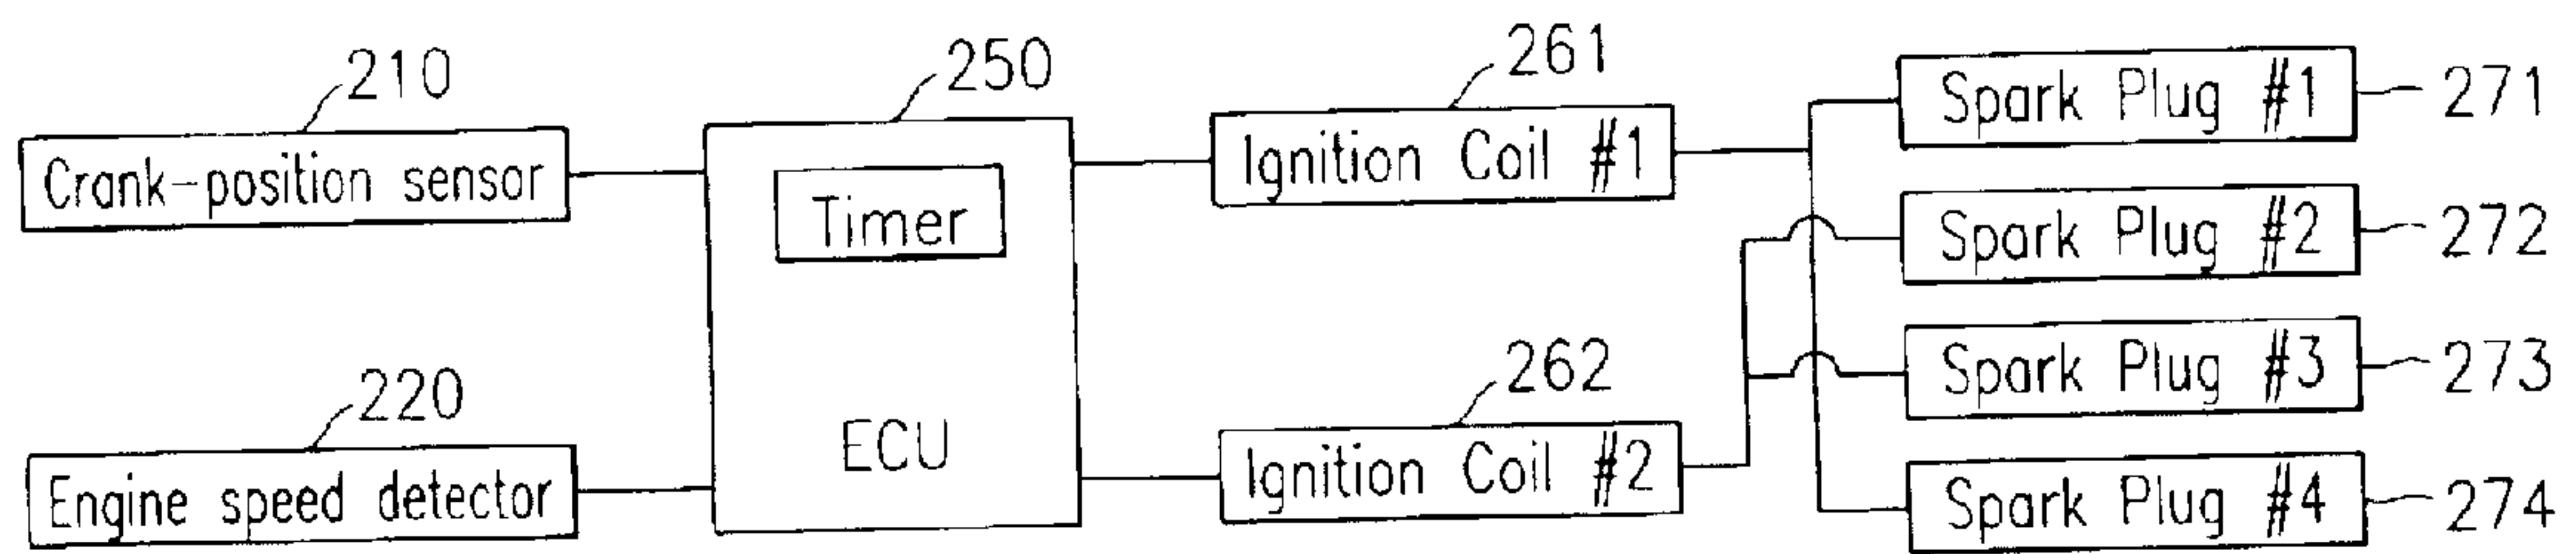 210
Crank-position sensor
220
Engine speed detector
250
Timer
ECU
261
Ignition Coil #1
262
Ignition Coil #2
Spark Plug #1
271
Spark Plug #2
272
Spark Plug #3
273
Spark Plug #4
274